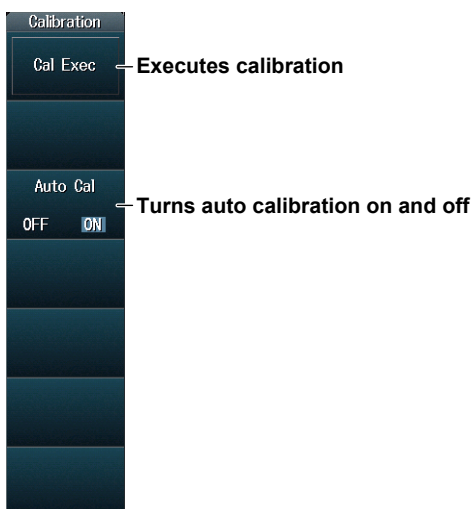 Calibration
Cal Exec
Executes calibration
Auto Cal
OFF ON
Turns auto calibration on and off